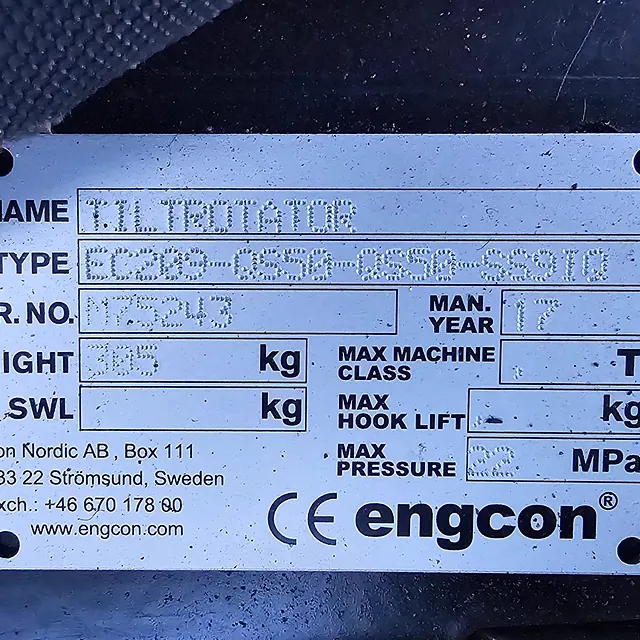 NAME TILTROTATOR
TYPE EC209-QS50-QS50-SS9IQ
R. NO. M75243 MAN. YEAR 17
IGHT 365 kg MAX MACHINE CLASS T
SWL kg MAX HOOK LIFT - kg
on Nordic AB , Box 111 MAX PRESSURE 22 MPa
33 22 Strömsund, Sweden
xch.: +46 670 178 00
www.engcon.com CE engcon®